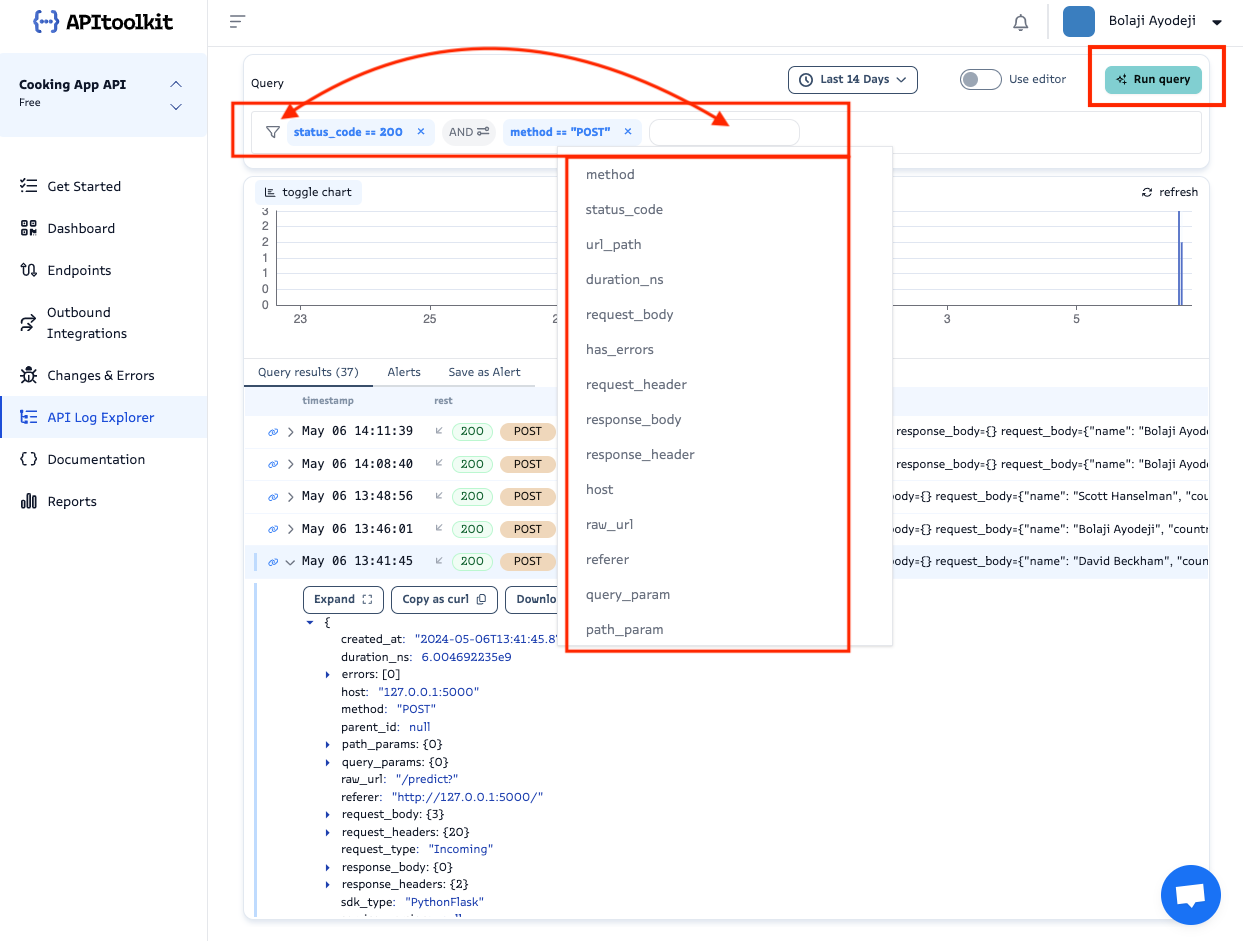 APItoolkit
Bolaji Ayodeji
Cooking App API
Free
Get Started
Dashboard
Endpoints
Outbound
Integrations
Changes & Errors
API Log Explorer
Documentation
Reports
Query
Last 14 Days
Use editor
Run query
status_code == 200 ×
AND
method == "POST" ×
method
status_code
url_path
duration_ns
request_body
has_errors
request_header
response_body
response_header
host
raw_url
referer
query_param
path_param
toggle chart
refresh
3
2
2
1
1
0
0
23
25
2
3
5
Query results (37)
Alerts
Save as Alert
timestamp
rest
May 06 14:11:39 200 POST response_body={} request_body={"name": "Bolaji Ayode
May 06 14:08:40 200 POST response_body={} request_body={"name": "Bolaji Ayode
May 06 13:48:56 200 POST ody={} request_body={"name": "Scott Hanselman", "cou
May 06 13:46:01 200 POST ody={} request_body={"name": "Bolaji Ayodeji", "countr
May 06 13:41:45 200 POST ody={} request_body={"name": "David Beckham", "coun
Expand
Copy as curl
Downlo
{
created_at: "2024-05-06T13:41:45.8
duration_ns: 6.004692235e9
errors: [0]
host: "127.0.0.1:5000"
method: "POST"
parent_id: null
path_params: {0}
query_params: {0}
raw_url: "/predict?"
referer: "http://127.0.0.1:5000/"
request_body: {3}
request_headers: {20}
request_type: "Incoming"
response_body: {0}
response_headers: {2}
sdk_type: "PythonFlask"